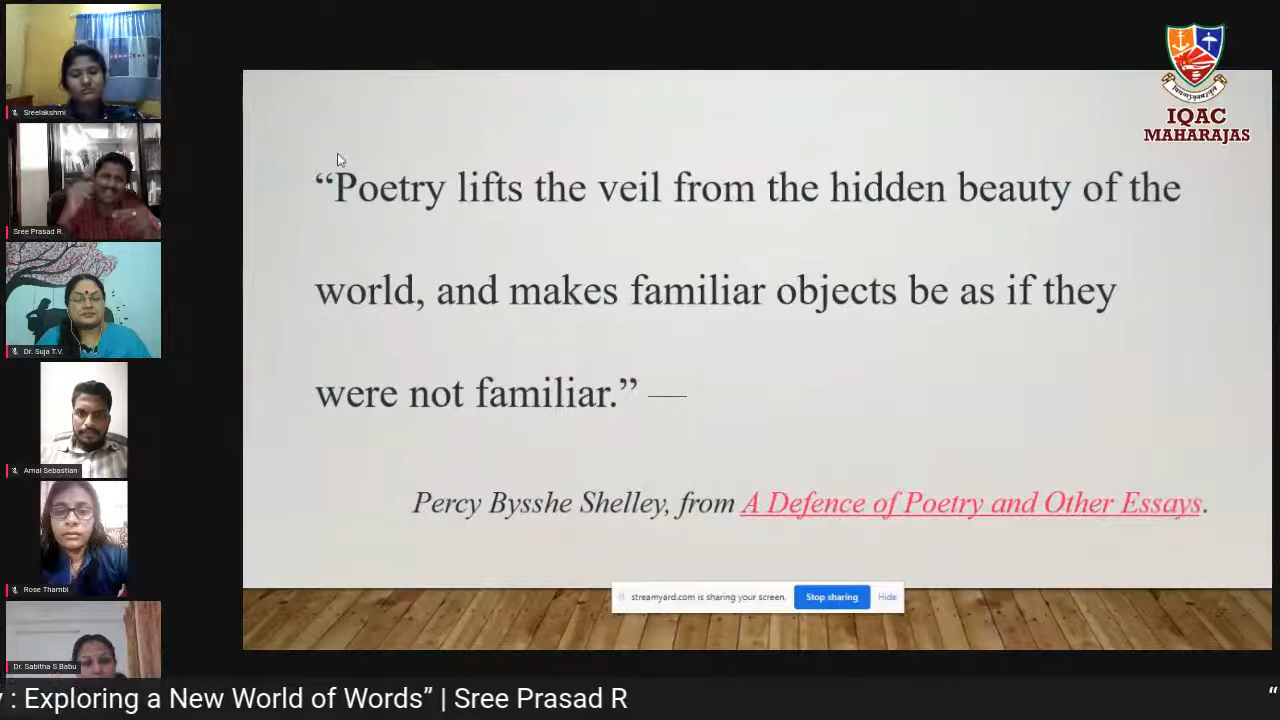 Sreelakshmi
Sree Prasad R.
Dr. Suja T.V.
Amal Sebastian
Rose Thambi
Dr. Sabitha S Babu
IQAC
MAHARAJAS
“Poetry lifts the veil from the hidden beauty of the
world, and makes familiar objects be as if they
were not familiar.” —
Percy Bysshe Shelley, from A Defence of Poetry and Other Essays.
streamyard.com is sharing your screen. Stop sharing Hide
: Exploring a New World of Words” | Sree Prasad R “